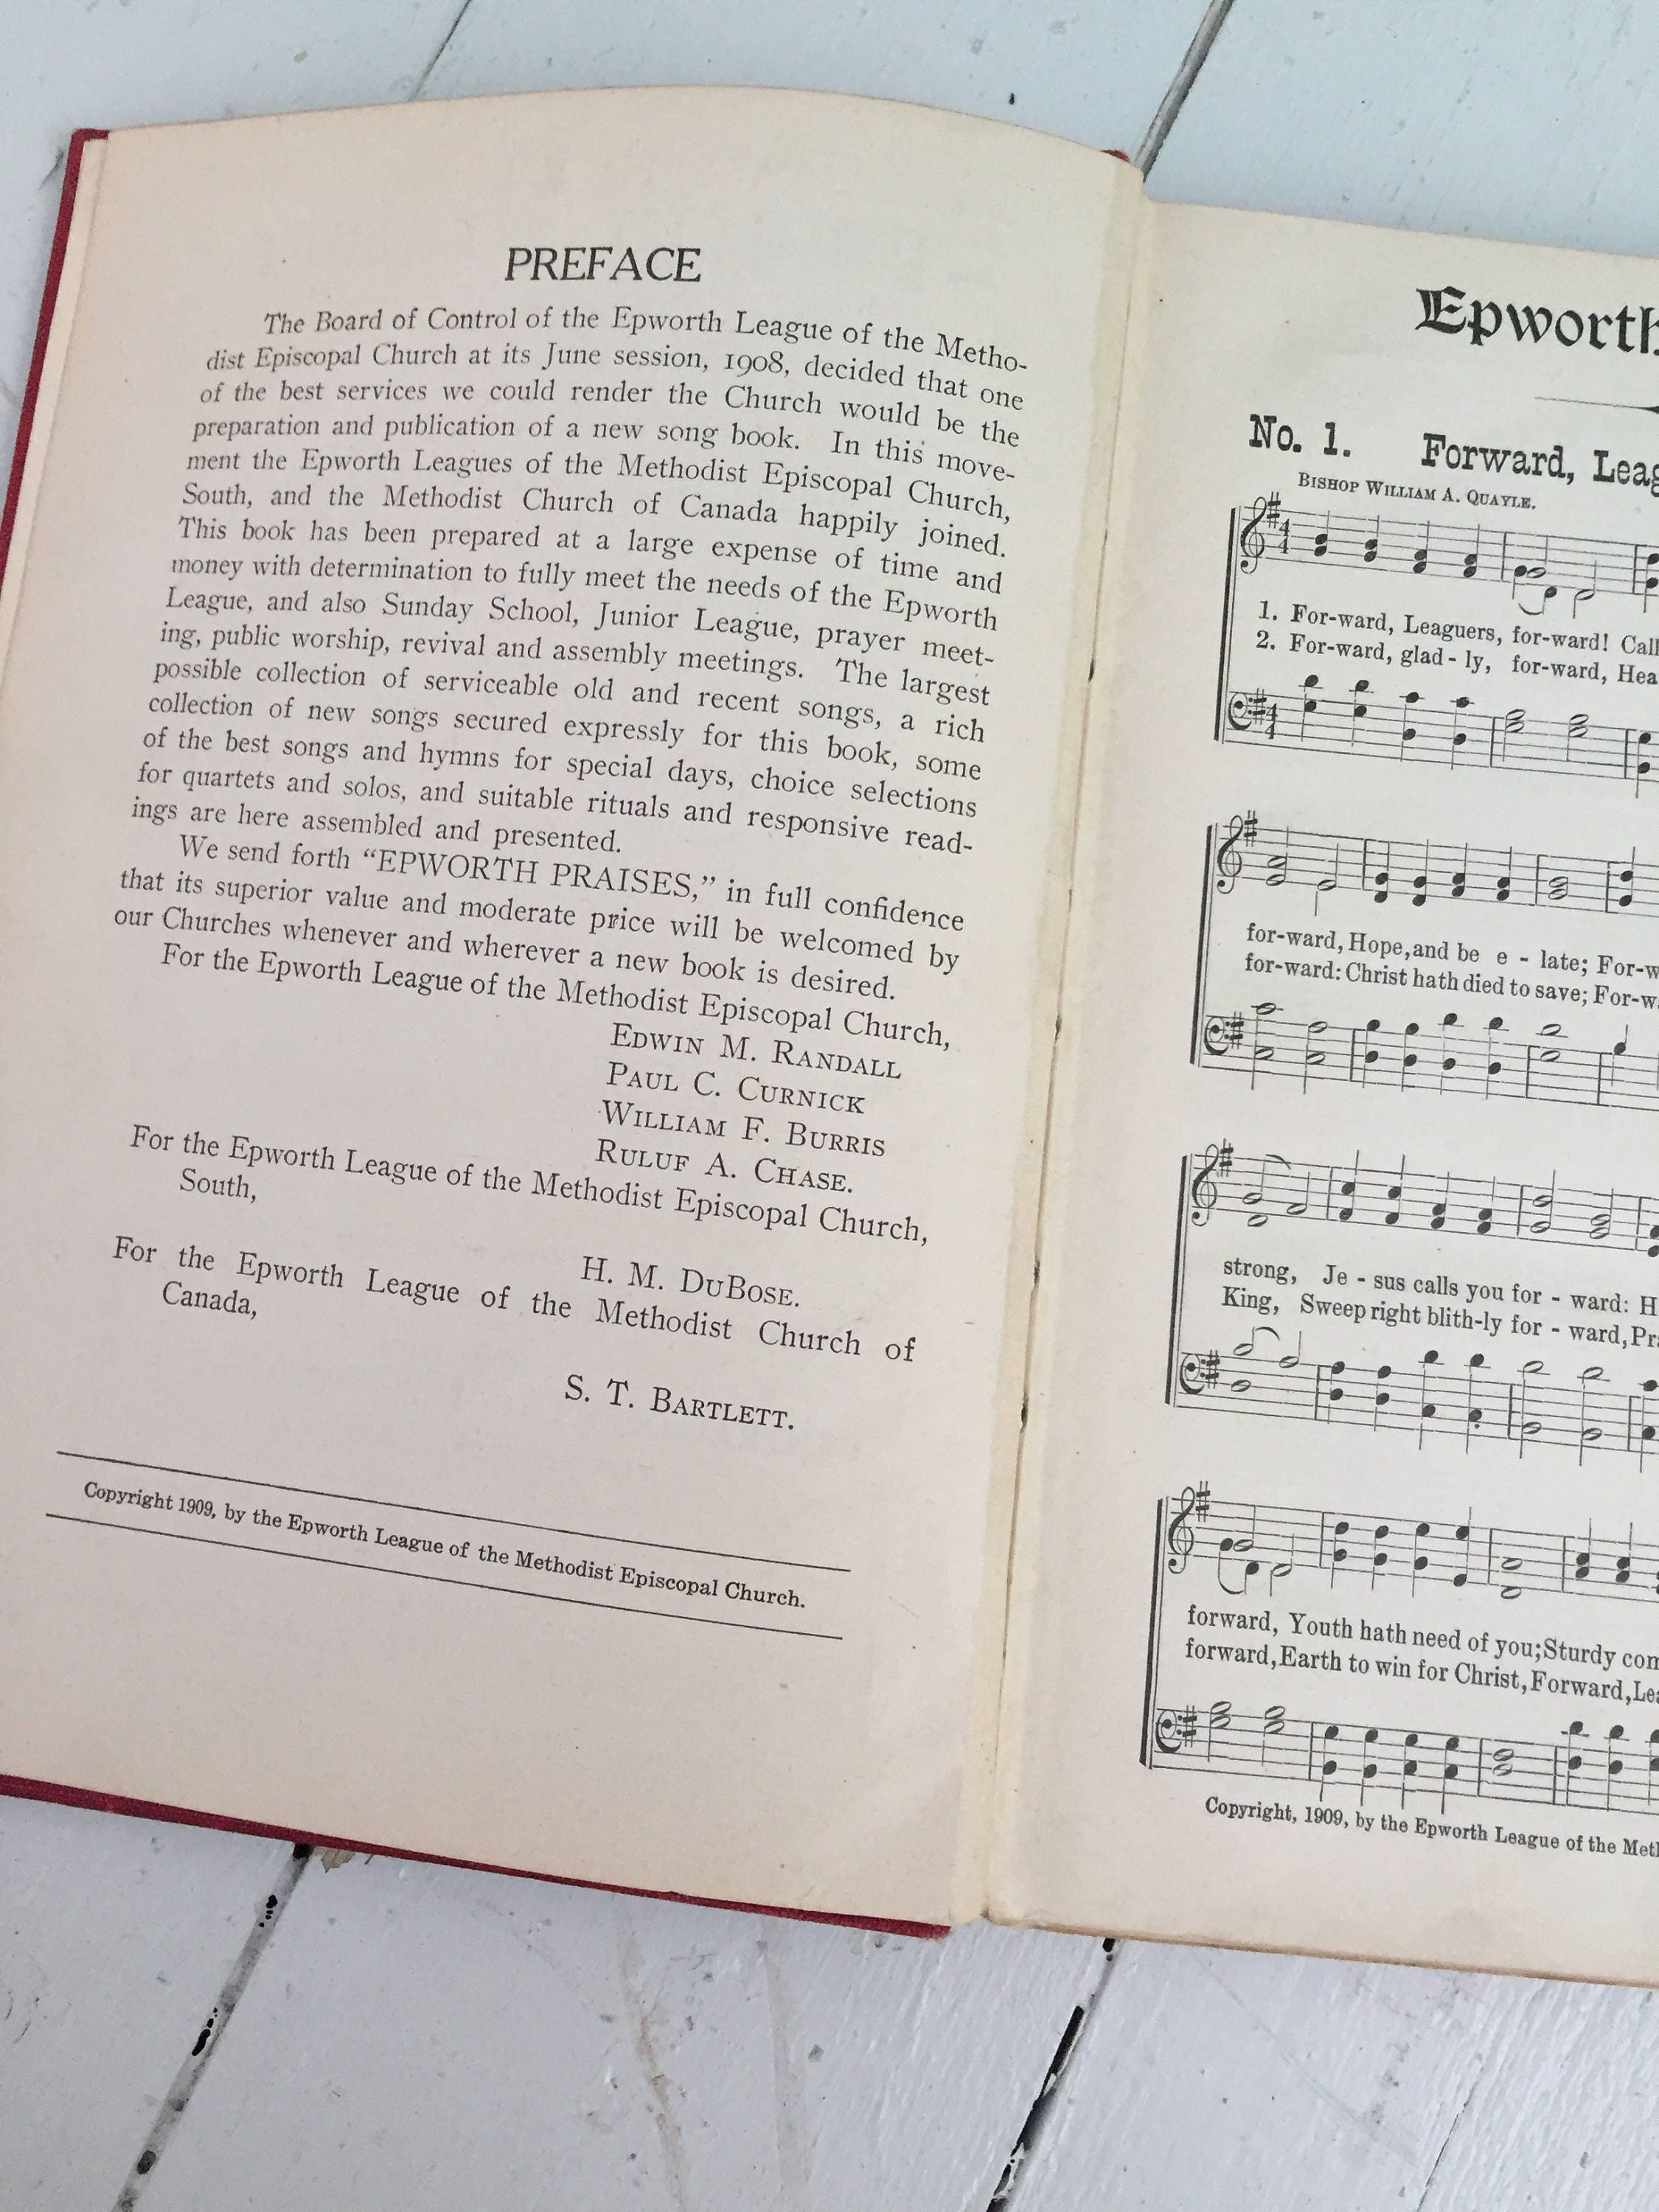 PREFACE
The Board of Control of the Epworth League of the Metho-
dist Episcopal Church at its June session, 1908, decided that one
of the best services we could render the Church would be the
preparation and publication of a new song book. In this move-
ment the Epworth Leagues of the Methodist Episcopal Church,
South, and the Methodist Church of Canada happily joined.
This book has been prepared at a large expense of time and
money with determination to fully meet the needs of the Epworth
League, and also Sunday School, Junior League, prayer meet-
ing, public worship, revival and assembly meetings. The largest
possible collection of serviceable old and recent songs, a rich
collection of new songs secured expressly for this book, some
of the best songs and hymns for special days, choice selections
for quartets and solos, and suitable rituals and responsive read-
ings are here assembled and presented.
We send forth “EPWORTH PRAISES,” in full confidence
that its superior value and moderate price will be welcomed by
our Churches whenever and wherever a new book is desired.
For the Epworth League of the Methodist Episcopal Church,
EDWIN M. RANDALL
PAUL C. CURNICK
WILLIAM F. BURRIS
RULUF A. CHASE.
For the Epworth League of the Methodist Episcopal Church,
South,
H. M. DUBOSE.
For the Epworth League of the Methodist Church of
Canada,
S. T. BARTLETT.
Copyright 1909, by the Epworth League of the Methodist Episcopal Church.
Epworth
No. 1. Forward, Leag
BISHOP WILLIAM A. QUAYLE.
1. For-ward, Leaguers, for-ward! Call
2. For-ward, glad - ly, for-ward, Hea
for-ward, Hope, and be e - late; For-w
for-ward: Christ hath died to save; For-w
strong, Je - sus calls you for - ward: H
King, Sweep right blith-ly for - ward, Pra
forward, Youth hath need of you; Sturdy com
forward, Earth to win for Christ, Forward, Lea
Copyright, 1909, by the Epworth League of the Meth